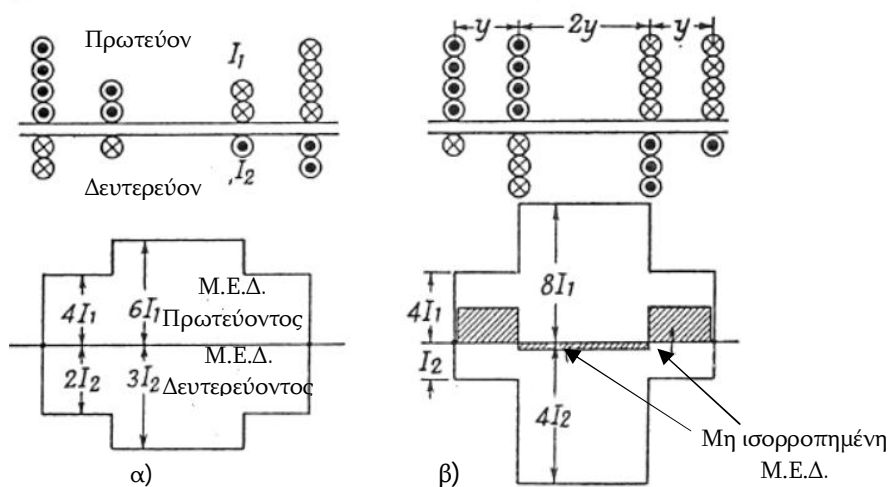 Πρωτεύον
I₁
,I₂
Δευτερεύον
4I₁
6I₁
Μ.Ε.Δ.
Πρωτεύοντος
2I₂
3I₂
Μ.Ε.Δ.
Δευτερεύοντος
α)
y
2y
y
4I₁
8I₁
I₂
4I₂
Μη ισορροπημένη
Μ.Ε.Δ.
β)